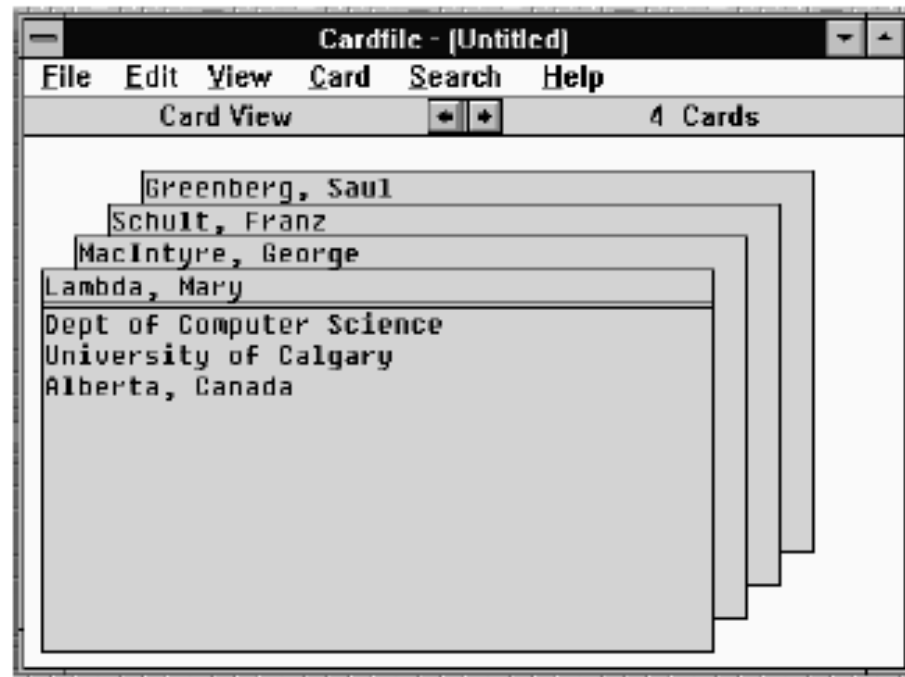 Cardfile - (Untitled)
File Edit View Card Search Help
Card View 4 Cards
Greenberg, Saul
Schult, Franz
MacIntyre, George
Lambda, Mary
Dept of Computer Science
University of Calgary
Alberta, Canada